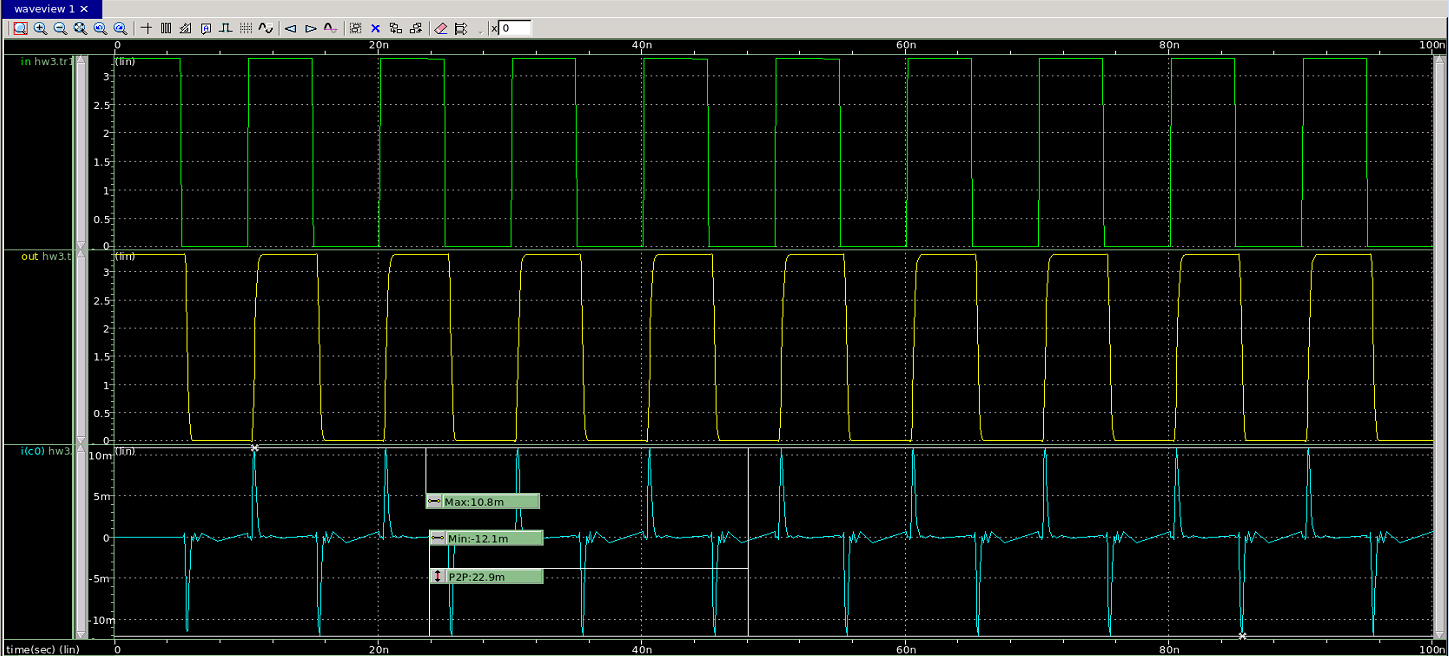 waveview 1 ×
x 0
0 20n 40n 60n 80n 100n
in hw3.tr1 (lin)
3
2.5
2
1.5
1
0.5
0
out hw3.t (lin)
3
2.5
2
1.5
1
0.5
0
i(c0) hw3. (lin)
10m
5m
Max:10.8m
0
Min:-12.1m
-5m
P2P:22.9m
-10m
time(sec) (lin) 0 20n 40n 60n 80n 100n